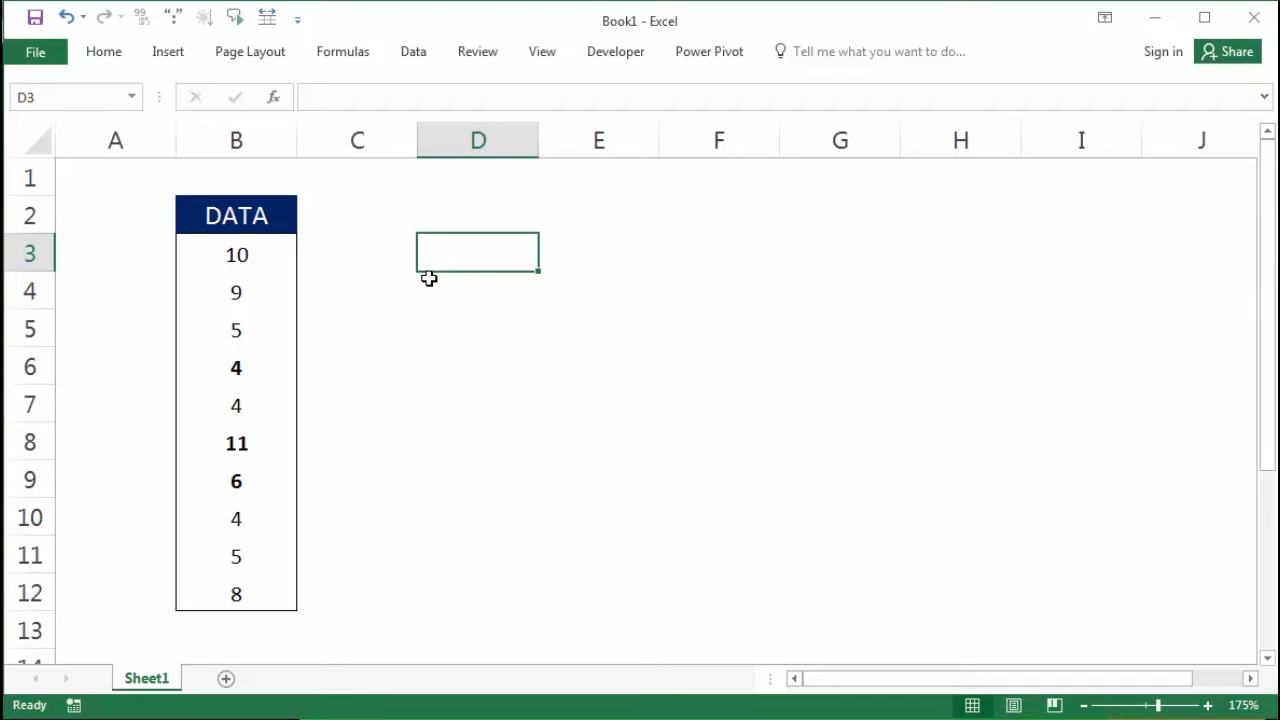 Book1 - Excel
File Home Insert Page Layout Formulas Data Review View Developer Power Pivot Tell me what you want to do... Sign in Share
D3 fx
A B C D E F G H I J
1
2 DATA
3 10
4 9
5 5
6 4
7 4
8 11
9 6
10 4
11 5
12 8
13
Sheet1
Ready 175%